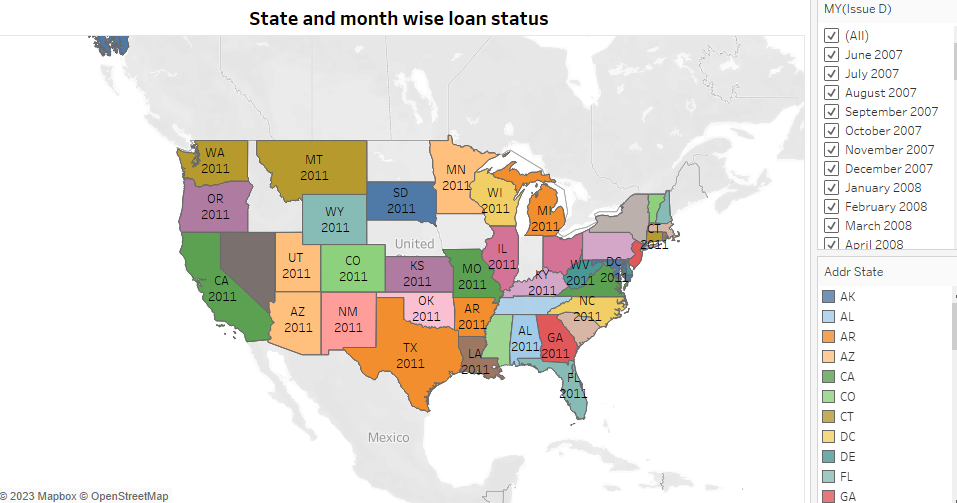 State and month wise loan status
WA
2011
MT
2011
OR
2011
SD
2011
MN
2011
WI
2011
MI
2011
WY
2011
CT
2011
United
IL
2011
UT
2011
CO
2011
KS
2011
MO
2011
KY
2011
WV
2011
DC
2011
CA
2011
AZ
2011
NM
2011
OK
2011
AR
2011
NC
2011
TX
2011
LA
2011
AL
2011
GA
2011
FL
2011
Mexico
© 2023 Mapbox © OpenStreetMap
MY(Issue D)
(All)
June 2007
July 2007
August 2007
September 2007
October 2007
November 2007
December 2007
January 2008
February 2008
March 2008
April 2008
Addr State
AK
AL
AR
AZ
CA
CO
CT
DC
DE
FL
GA